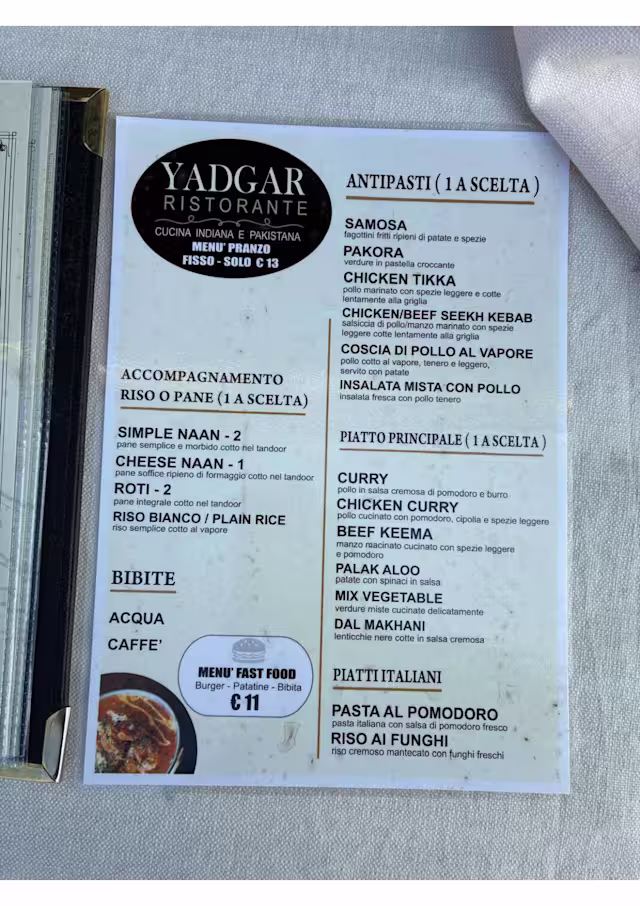 YADGAR
RISTORANTE
CUCINA INDIANA E PAKISTANA
MENU' PRANZO
FISSO - SOLO € 13
ACCOMPAGNAMENTO
RISO O PANE ( 1 A SCELTA )
SIMPLE NAAN - 2
pane semplice e morbido cotto nel tandoor
CHEESE NAAN - 1
pane soffice ripieno di formaggio cotto nel tandoor
ROTI - 2
pane integrale cotto nel tandoor
RISO BIANCO / PLAIN RICE
riso semplice cotto al vapore
BIBITE
ACQUA
CAFFE'
MENU' FAST FOOD
Burger - Patatine - Bibita
€ 11
ANTIPASTI ( 1 A SCELTA )
SAMOSA
fagottini fritti ripieni di patate e spezie
PAKORA
verdure in pastella croccante
CHICKEN TIKKA
pollo marinato con spezie leggere e cotte
lentamente alla griglia
CHICKEN/BEEF SEEKH KEBAB
salsiccia di pollo/manzo marinato con spezie
leggere cotte lentamente alla griglia
COSCIA DI POLLO AL VAPORE
pollo cotto al vapore, tenero e leggero,
servito con patate
INSALATA MISTA CON POLLO
insalata fresca con pollo tenero
PIATTO PRINCIPALE ( 1 A SCELTA )
CURRY
pollo in salsa cremosa di pomodoro e burro
CHICKEN CURRY
pollo cucinato con pomodoro, cipolla e spezie leggere
BEEF KEEMA
manzo macinato cucinato con spezie leggere
e pomodoro
PALAK ALOO
patate con spinaci in salsa
MIX VEGETABLE
verdure miste cucinate delicatamente
DAL MAKHANI
lenticchie nere cotte in salsa cremosa
PIATTI ITALIANI
PASTA AL POMODORO
pasta italiana con salsa di pomodoro fresco
RISO AI FUNGHI
riso cremoso mantecato con funghi freschi